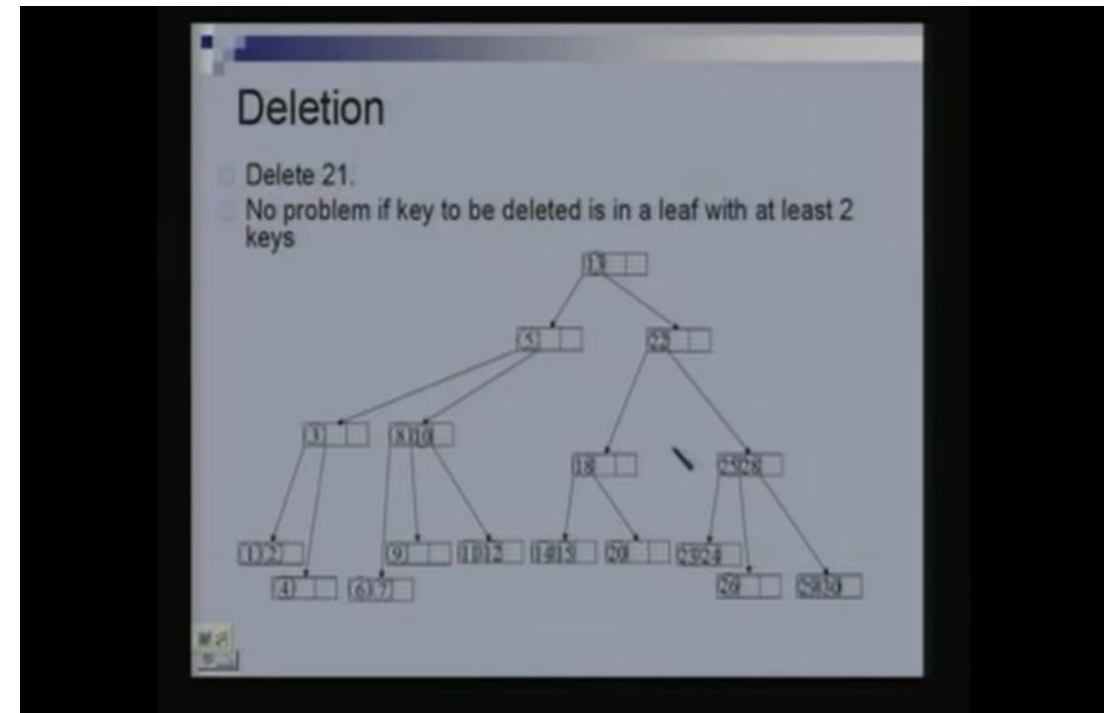 Deletion
Delete 21.
No problem if key to be deleted is in a leaf with at least 2
keys
13
5 22
3 8 10
18 25 28
1 2 9 11 12 14 15 20 23 24
4 6 7 26 29 30